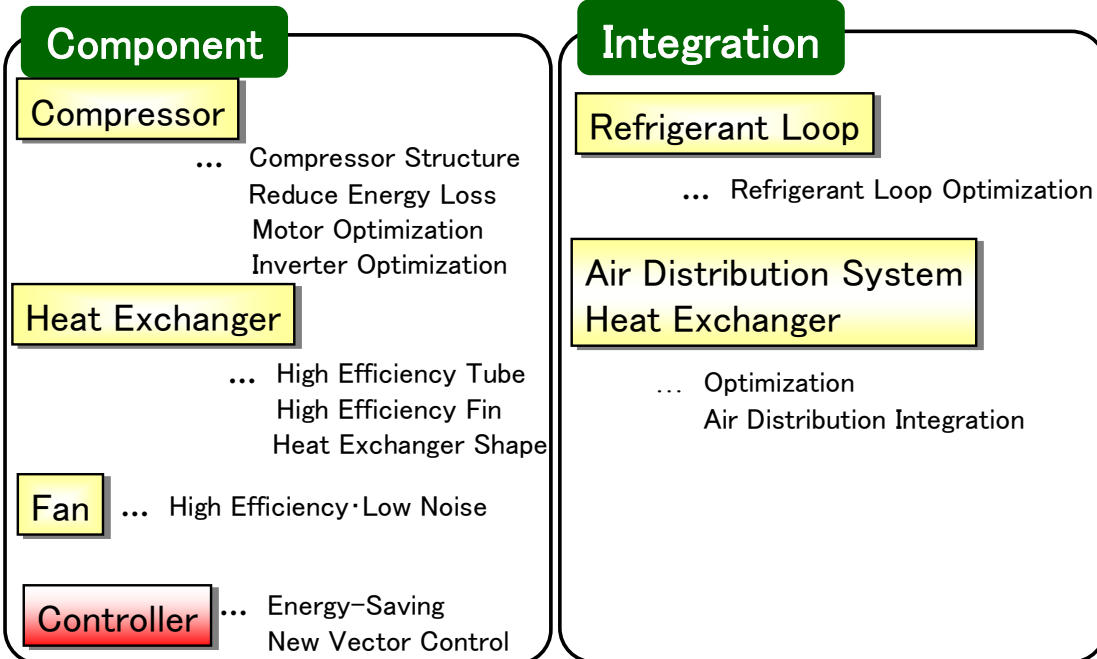 Component
Compressor
... Compressor Structure
Reduce Energy Loss
Motor Optimization
Inverter Optimization
Heat Exchanger
... High Efficiency Tube
High Efficiency Fin
Heat Exchanger Shape
Fan ... High Efficiency・Low Noise
Controller ... Energy-Saving
New Vector Control
Integration
Refrigerant Loop
... Refrigerant Loop Optimization
Air Distribution System
Heat Exchanger
... Optimization
Air Distribution Integration